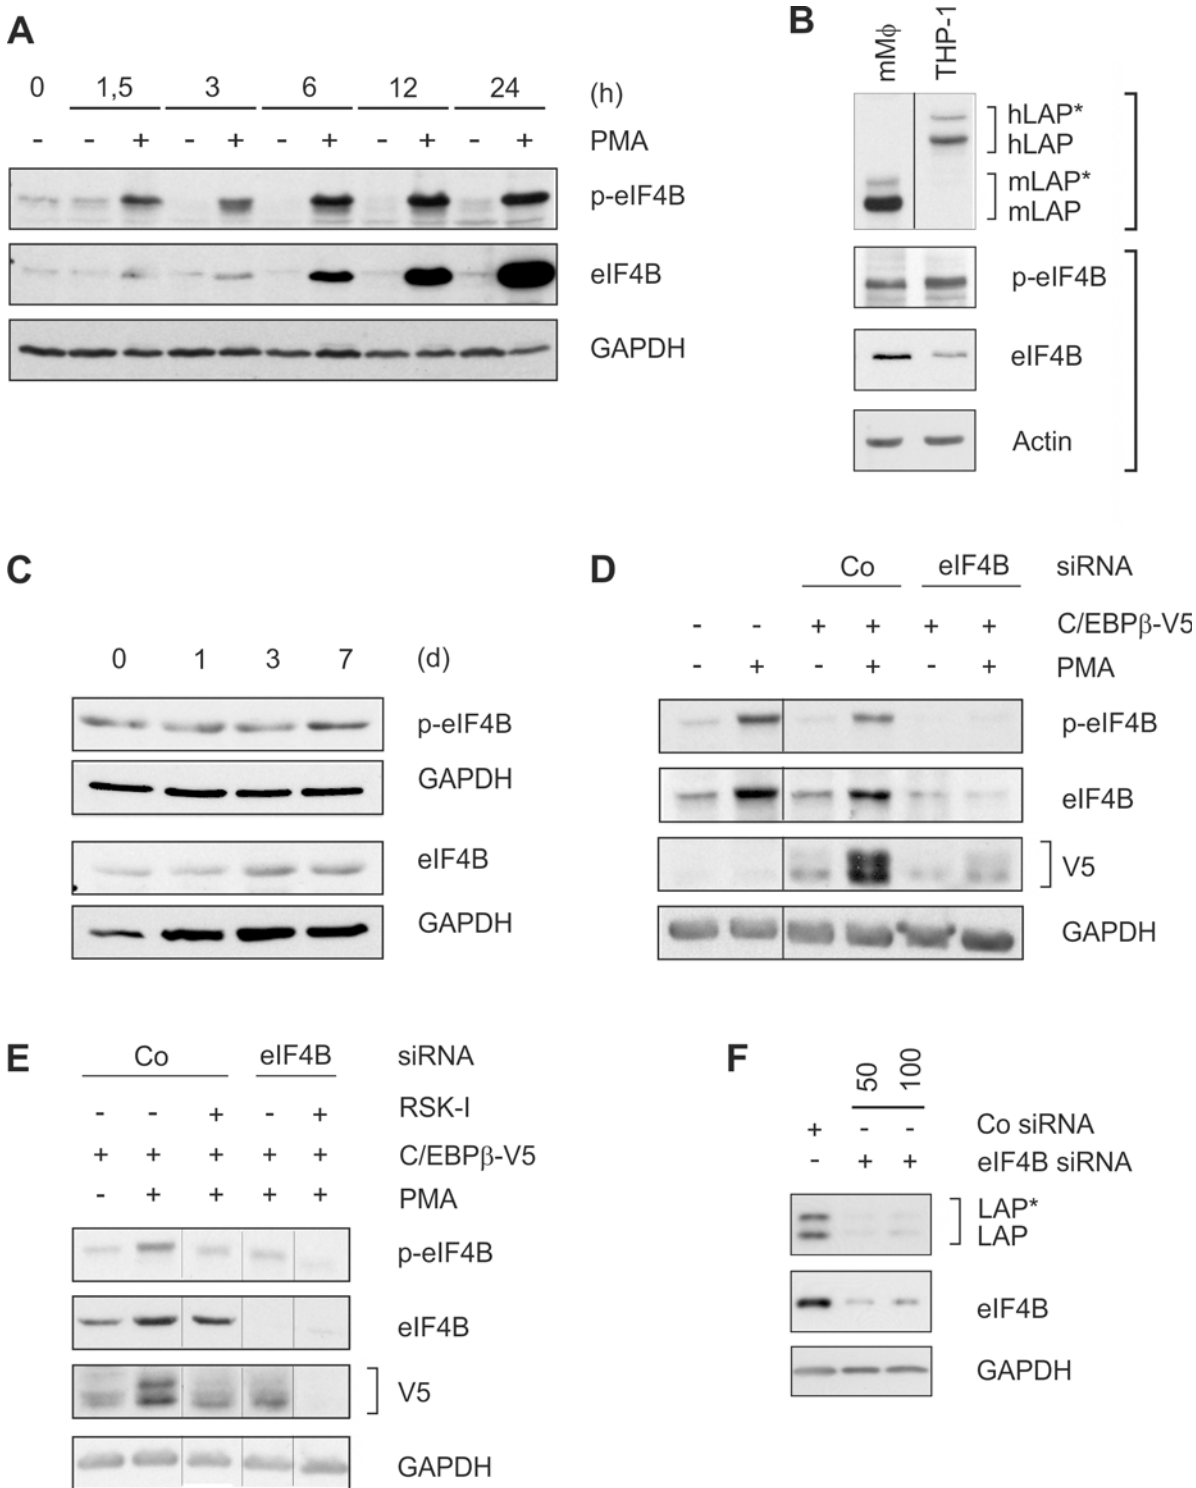 A
0 1,5 3 6 12 24 (h)
- - + - + - + - + - + PMA
p-eIF4B
eIF4B
GAPDH
B
mMϕ THP-1
hLAP*
hLAP
mLAP*
mLAP
p-eIF4B
eIF4B
Actin
C
0 1 3 7 (d)
p-eIF4B
GAPDH
eIF4B
GAPDH
D
Co eIF4B siRNA
- - + + + + C/EBPβ-V5
- + - + - + PMA
p-eIF4B
eIF4B
V5
GAPDH
E
Co eIF4B siRNA
- - + - + RSK-I
+ + + + + C/EBPβ-V5
- + + + + PMA
p-eIF4B
eIF4B
V5
GAPDH
F
50 100
+ - - Co siRNA
- + + eIF4B siRNA
LAP*
LAP
eIF4B
GAPDH